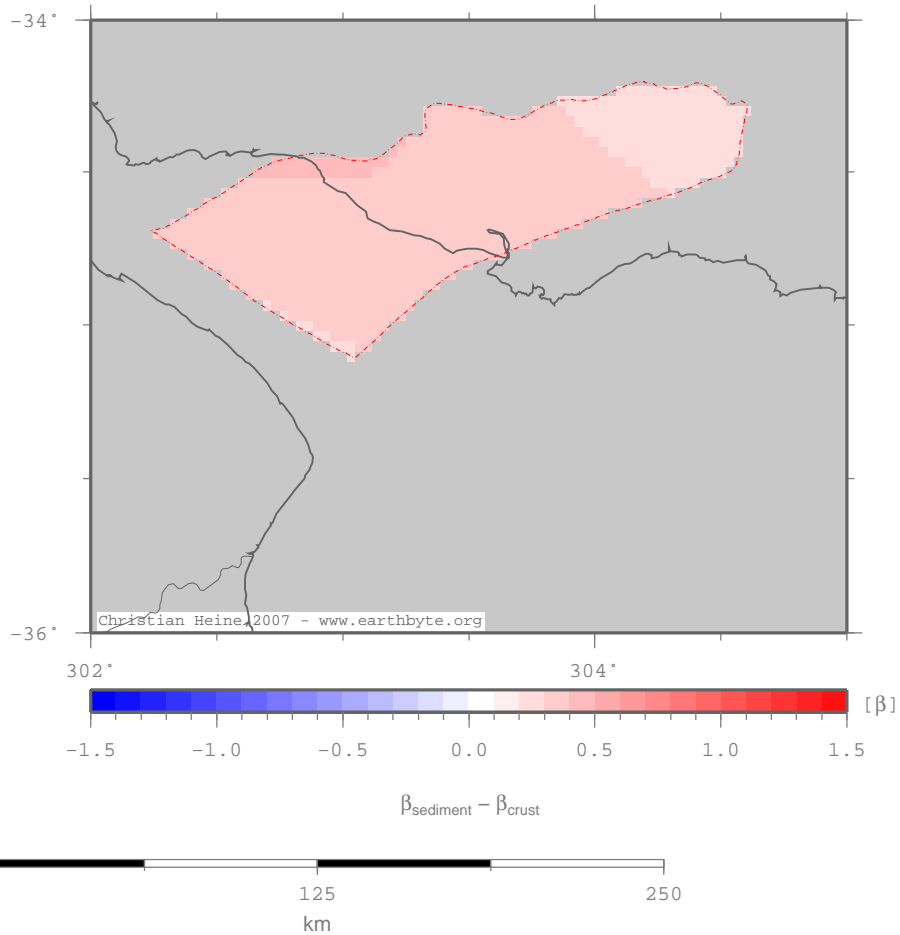 -34°
Christian Heine, 2007 - www.earthbyte.org
-36°
302° 304°
[β]
-1.5 -1.0 -0.5 0.0 0.5 1.0 1.5
βsediment - βcrust
125 250
km